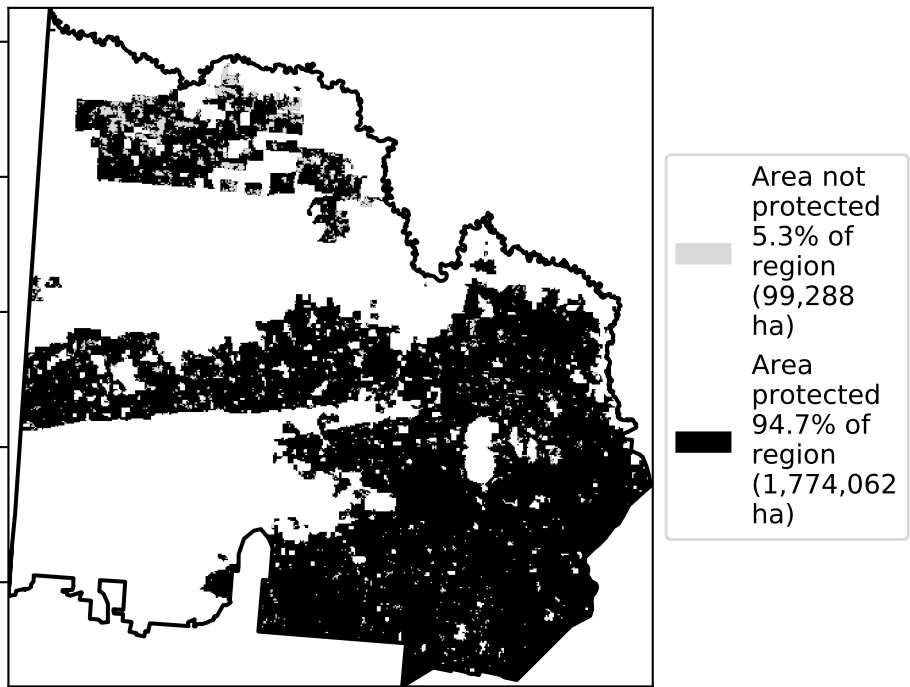 Area not
protected
5.3% of
region
(99,288
ha)
Area
protected
94.7% of
region
(1,774,062
ha)